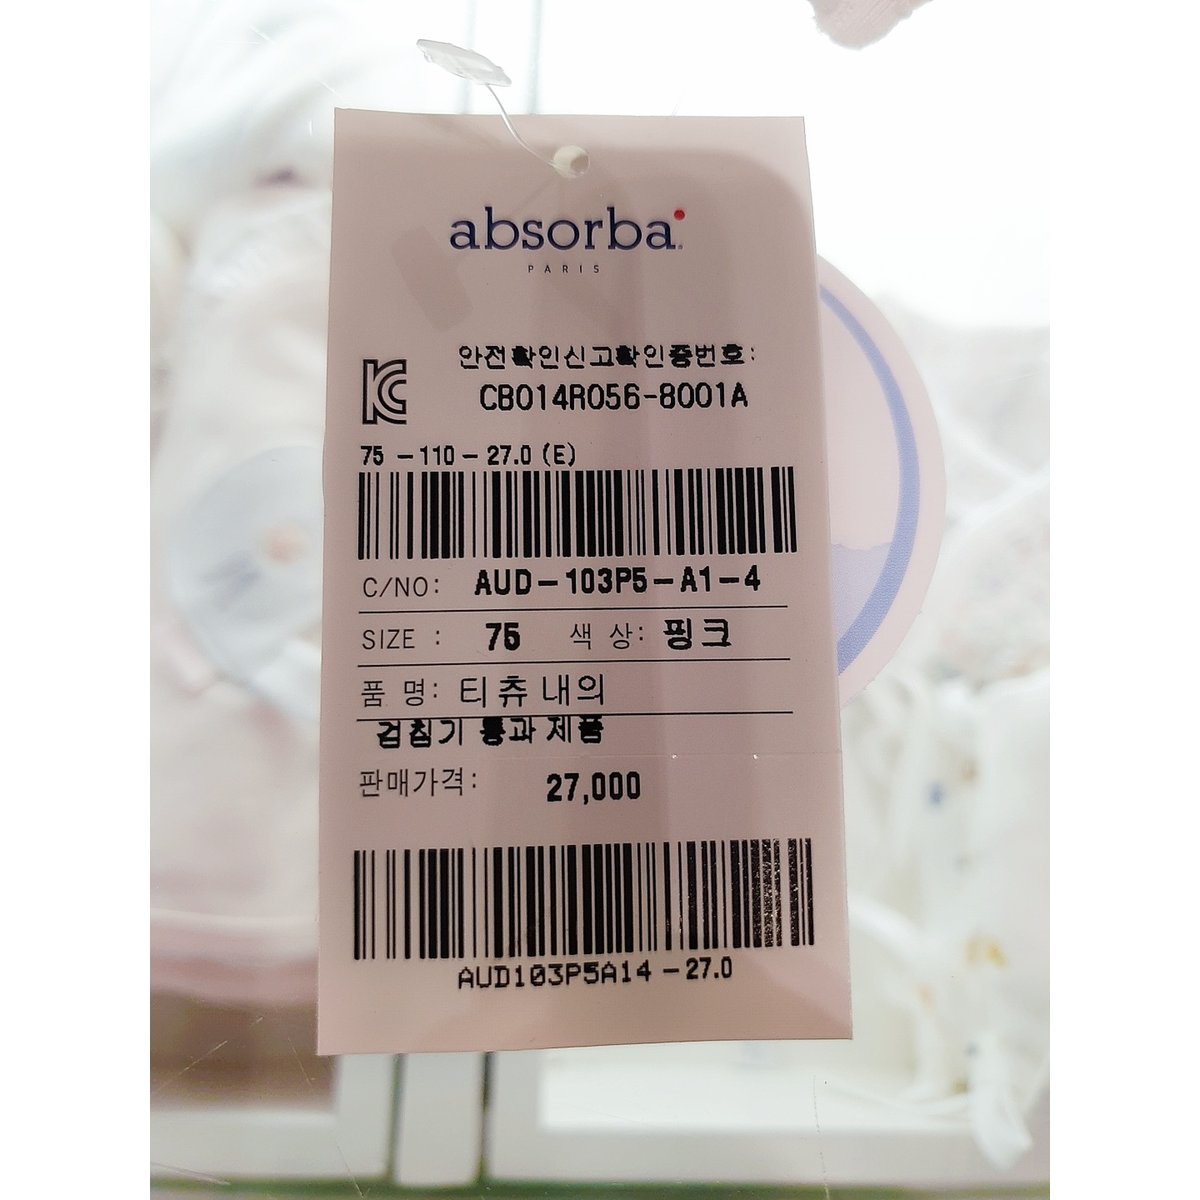 absorba
PARIS
안전확인신고확인증번호:
CB014R056-8001A
75 - 110 - 27.0 (E)
C/NO: AUD-103P5-A1-4
SIZE : 75 색 상: 핑크
품 명: 티츄내의
검침기 통과 제품
판매가격: 27,000
AUD103P5A14-27.0